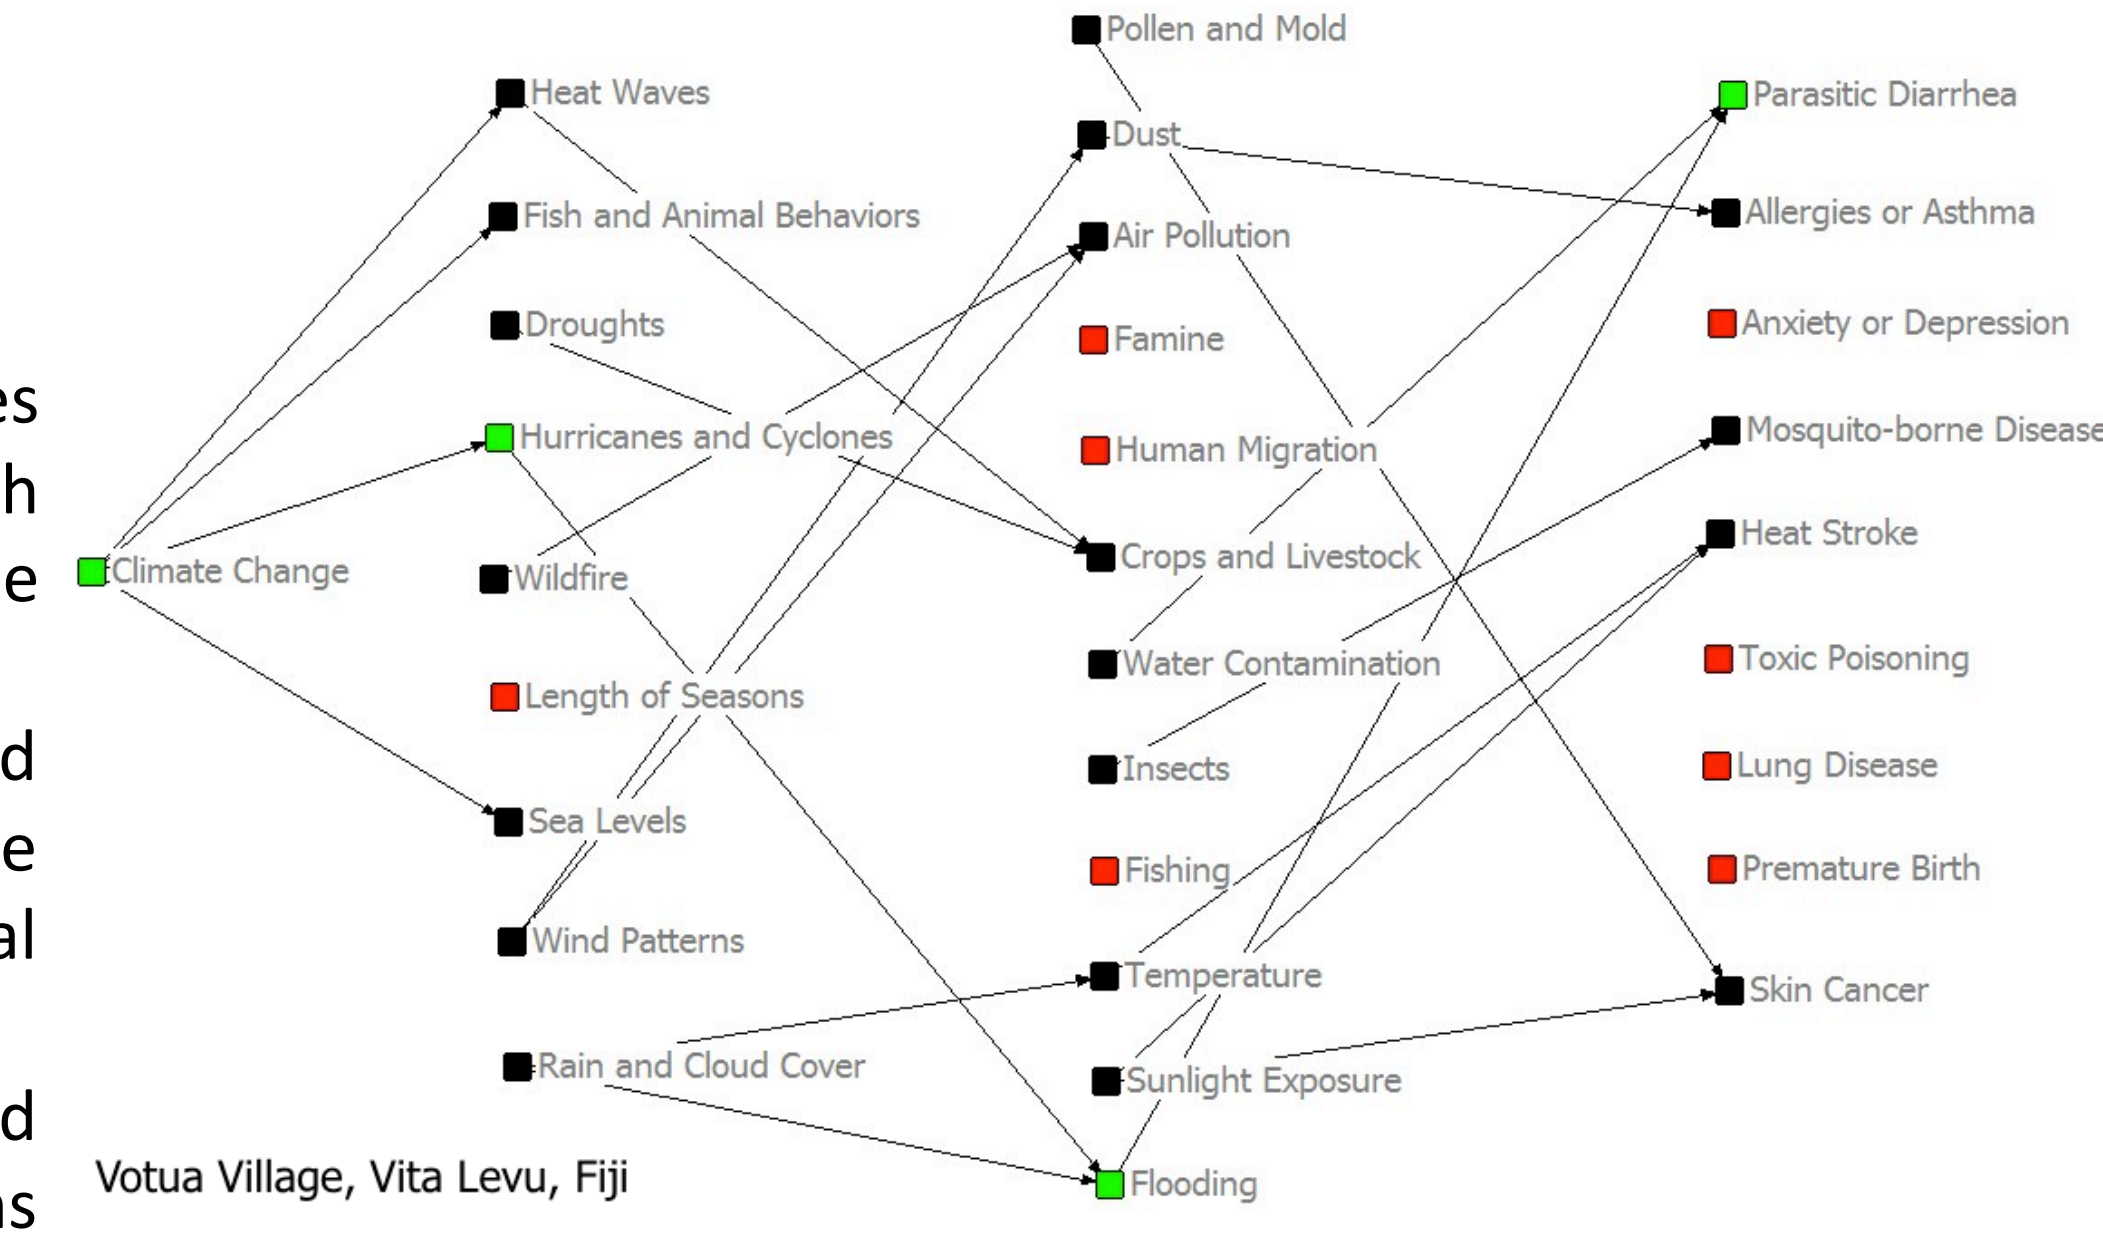 es
h
e
d
e
al
d
ns
Climate Change
Heat Waves
Fish and Animal Behaviors
Droughts
Hurricanes and Cyclones
Wildfire
Length of Seasons
Sea Levels
Wind Patterns
Rain and Cloud Cover
Pollen and Mold
Dust
Air Pollution
Famine
Human Migration
Crops and Livestock
Water Contamination
Insects
Fishing
Temperature
Sunlight Exposure
Flooding
Parasitic Diarrhea
Allergies or Asthma
Anxiety or Depression
Mosquito-borne Disease
Heat Stroke
Toxic Poisoning
Lung Disease
Premature Birth
Skin Cancer
Votua Village, Vita Levu, Fiji